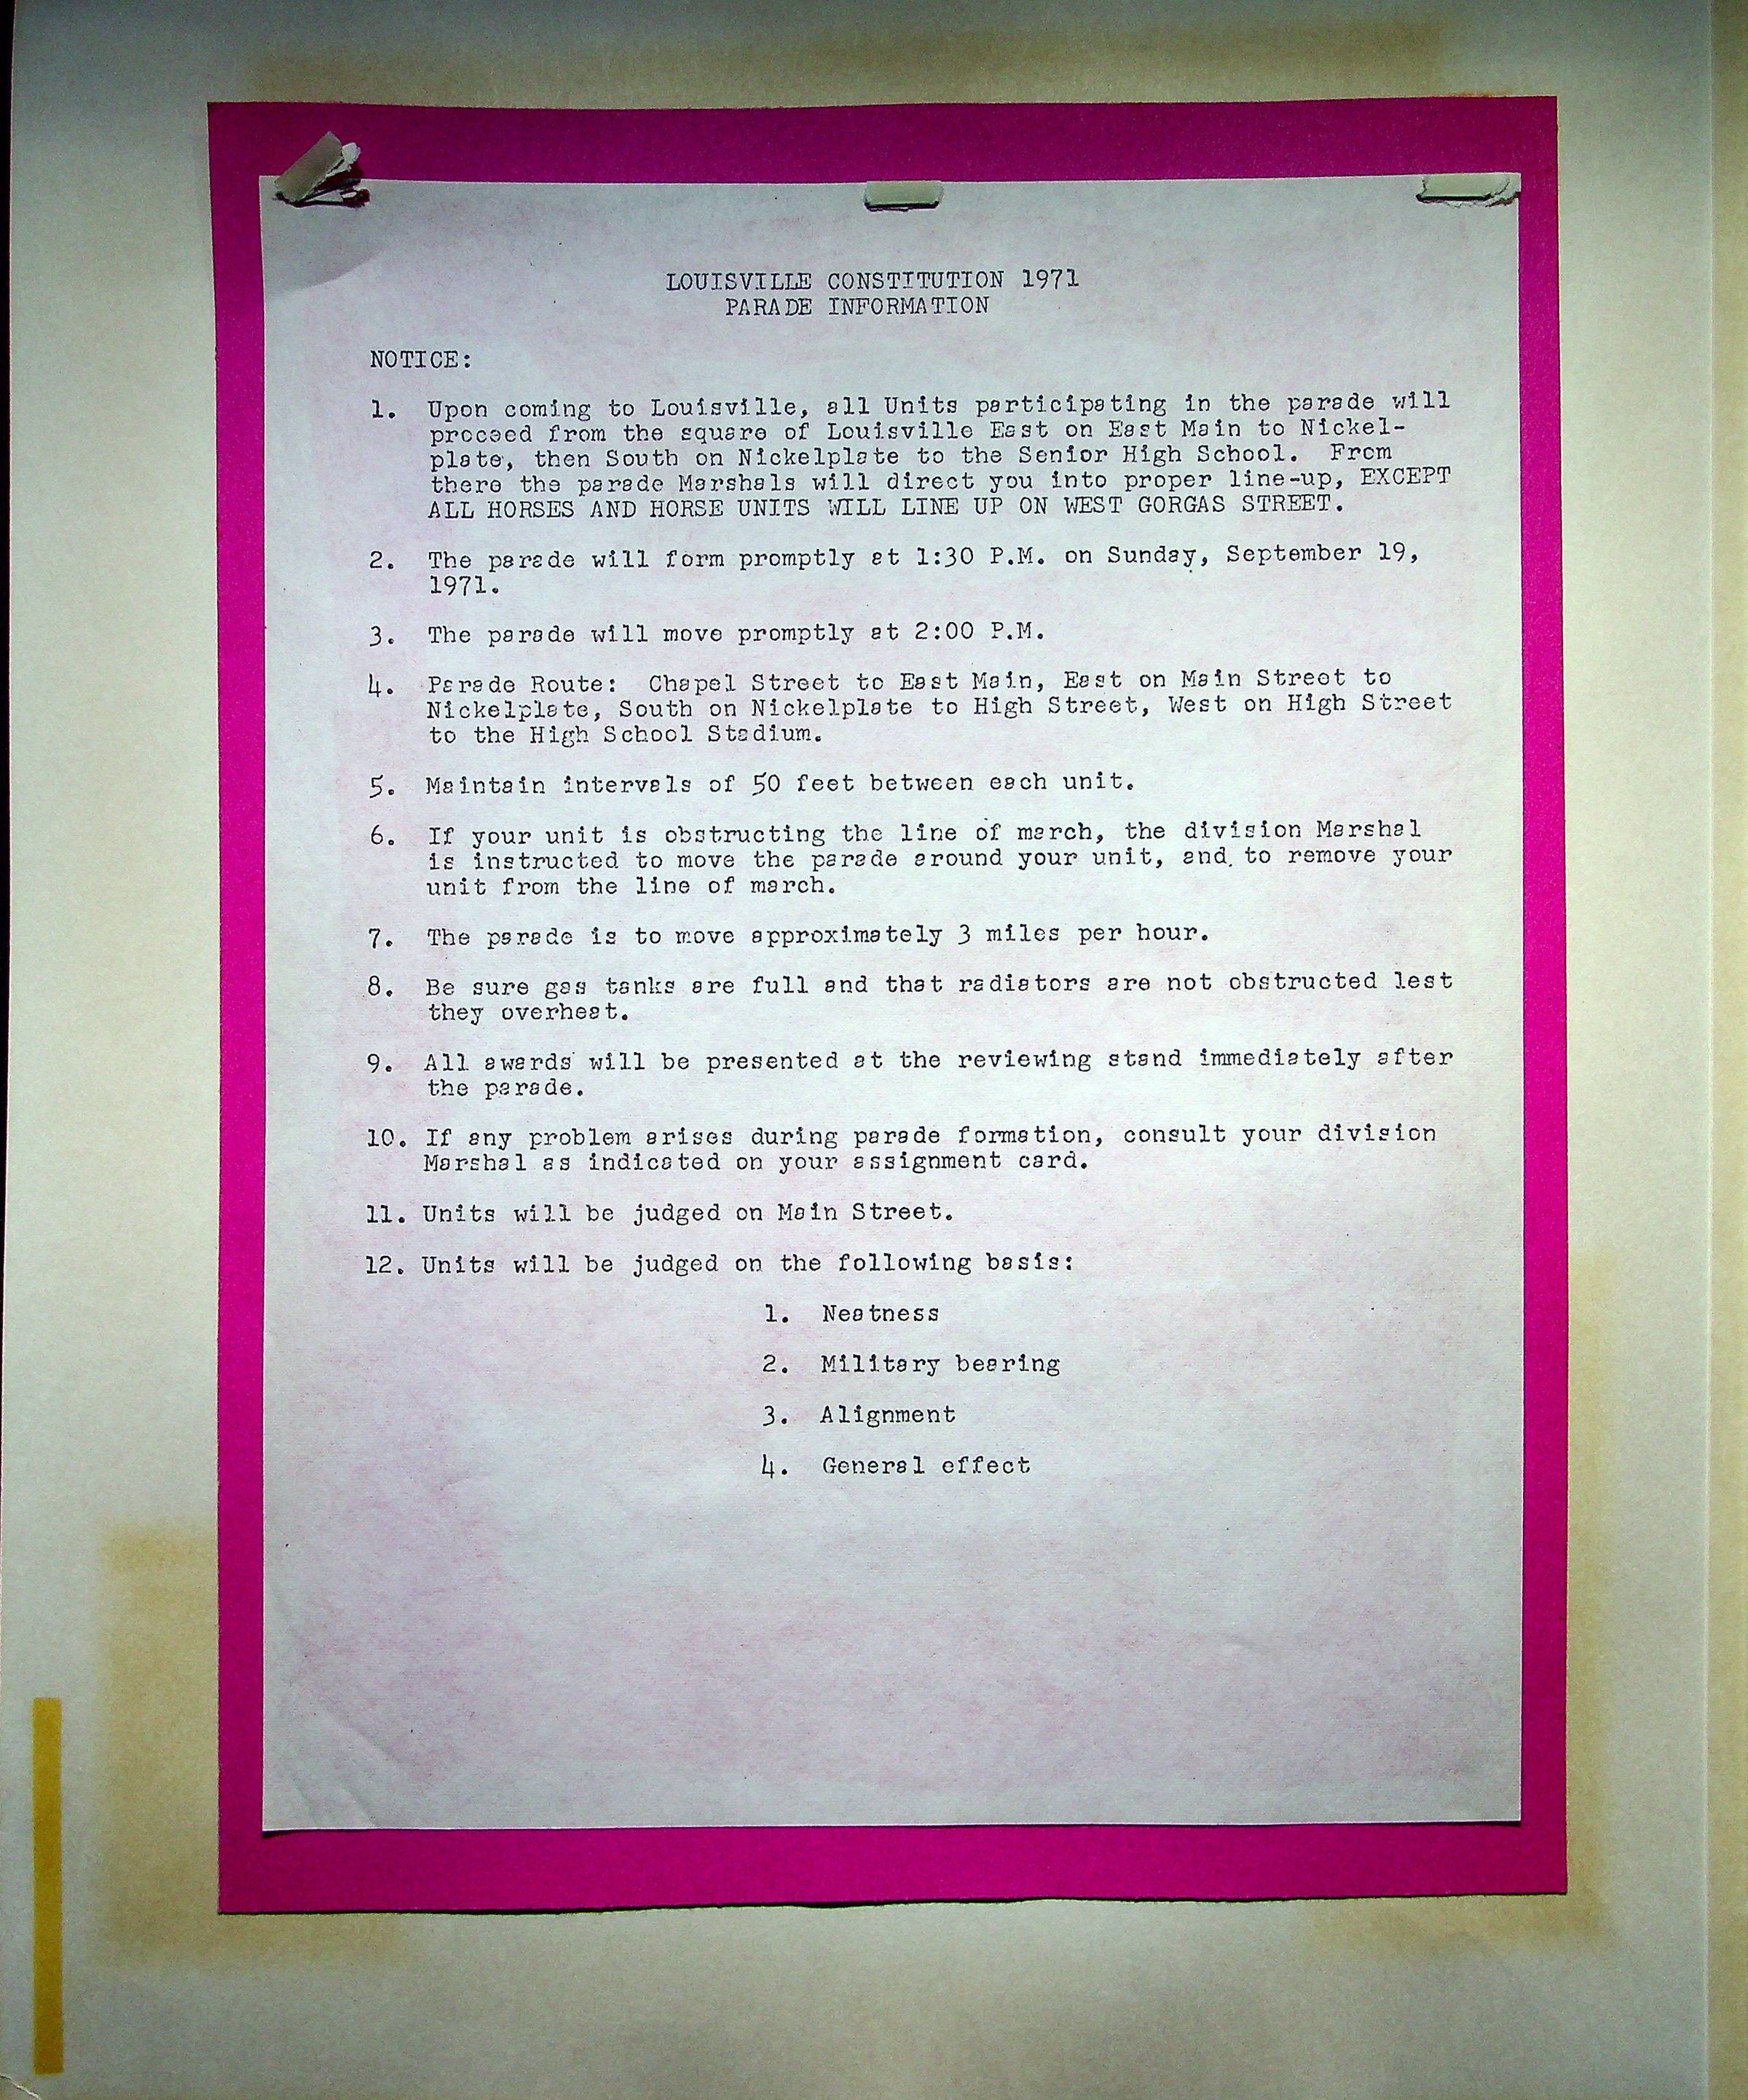 LOUISVILLE CONSTITUTION 1971
PARADE INFORMATION
NOTICE:
1. Upon coming to Louisville, all Units participating in the parade will
proceed from the square of Louisville East on East Main to Nickel-
plate, then South on Nickelplate to the Senior High School. From
there the parade Marshals will direct you into proper line-up, EXCEPT
ALL HORSES AND HORSE UNITS WILL LINE UP ON WEST GORGAS STREET.
2. The parade will form promptly at 1:30 P.M. on Sunday, September 19,
1971.
3. The parade will move promptly at 2:00 P.M.
4. Parade Route: Chapel Street to East Main, East on Main Street to
Nickelplate, South on Nickelplate to High Street, West on High Street
to the High School Stadium.
5. Maintain intervals of 50 feet between each unit.
6. If your unit is obstructing the line of march, the division Marshal
is instructed to move the parade around your unit, and to remove your
unit from the line of march.
7. The parade is to move approximately 3 miles per hour.
8. Be sure gas tanks are full and that radiators are not obstructed lest
they overheat.
9. All awards will be presented at the reviewing stand immediately after
the parade.
10. If any problem arises during parade formation, consult your division
Marshal as indicated on your assignment card.
11. Units will be judged on Main Street.
12. Units will be judged on the following basis:
1. Neatness
2. Military bearing
3. Alignment
4. General effect